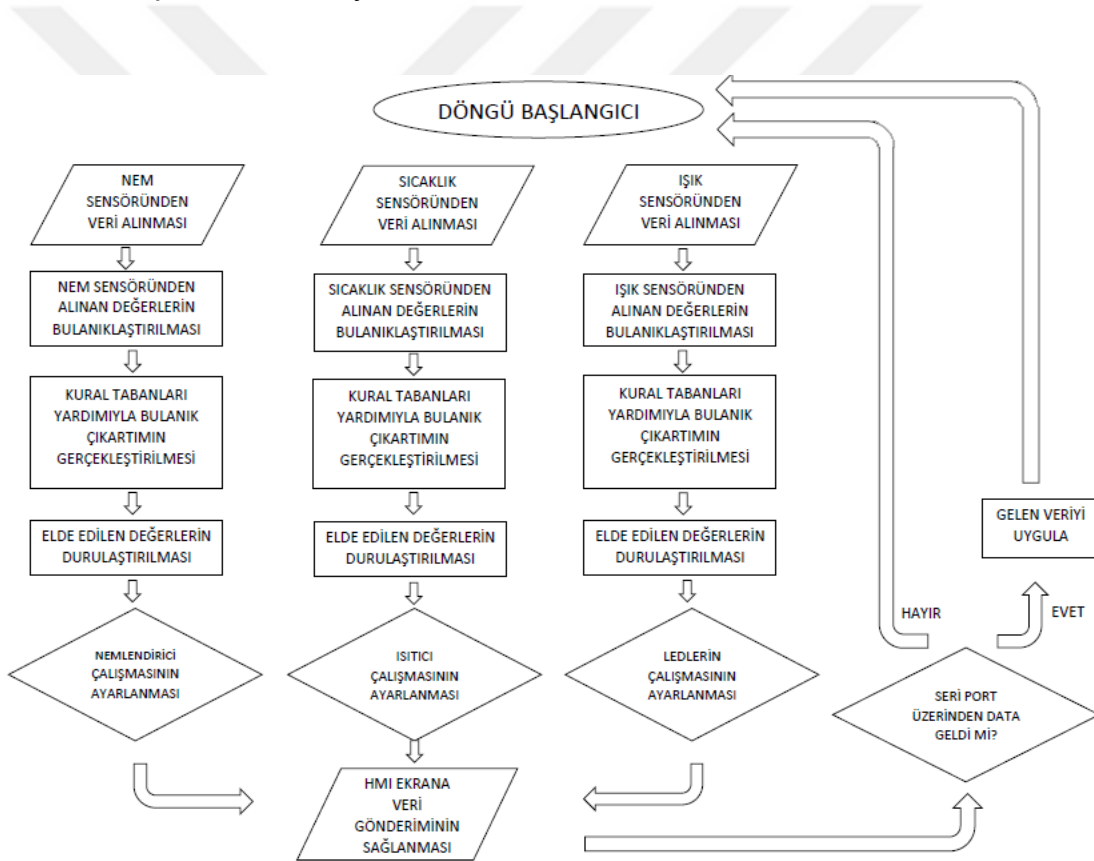 DÖNGÜ BAŞLANGICI
NEM
SENSÖRÜNDEN
VERİ ALINMASI
NEM SENSÖRÜNDEN
ALINAN DEĞERLERİN
BULANIKLAŞTIRILMASI
KURAL TABANLARI
YARDIMIYLA BULANIK
ÇIKARTIMIN
GERÇEKLEŞTİRİLMESİ
ELDE EDİLEN DEĞERLERİN
DURULAŞTIRILMASI
NEMLENDİRİCİ
ÇALIŞMASININ
AYARLANMASI
SICAKLIK
SENSÖRÜNDEN
VERİ ALINMASI
SICAKLIK SENSÖRÜNDEN
ALINAN DEĞERLERİN
BULANIKLAŞTIRILMASI
KURAL TABANLARI
YARDIMIYLA BULANIK
ÇIKARTIMIN
GERÇEKLEŞTİRİLMESİ
ELDE EDİLEN DEĞERLERİN
DURULAŞTIRILMASI
ISITICI
ÇALIŞMASININ
AYARLANMASI
IŞIK
SENSÖRÜNDEN
VERİ ALINMASI
IŞIK SENSÖRÜNDEN
ALINAN DEĞERLERİN
BULANIKLAŞTIRILMASI
KURAL TABANLARI
YARDIMIYLA BULANIK
ÇIKARTIMIN
GERÇEKLEŞTİRİLMESİ
ELDE EDİLEN DEĞERLERİN
DURULAŞTIRILMASI
LEDLERİN
ÇALIŞMASININ
AYARLANMASI
HMI EKRANA
VERİ
GÖNDERİMİNİN
SAĞLANMASI
SERİ PORT
ÜZERİNDEN DATA
GELDİ Mİ?
HAYIR
EVET
GELEN VERİYİ
UYGULA